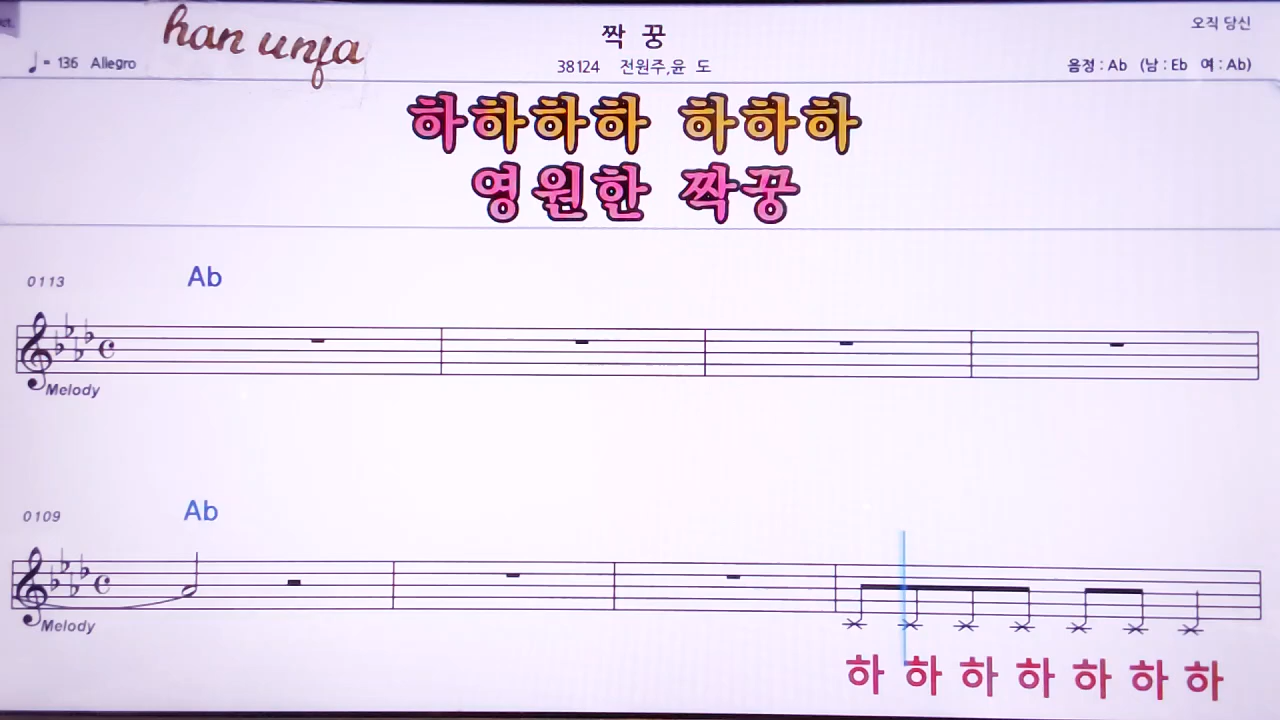 ct.
han unja
짝 꿍
오직 당신
♩= 136 Allegro
38124 전원주,윤 도
음정 : Ab (남 : Eb 여 : Ab)
하하하하 하하하
영원한 짝꿍
0113 Ab
Melody
0109 Ab
Melody
하 하 하 하 하 하 하